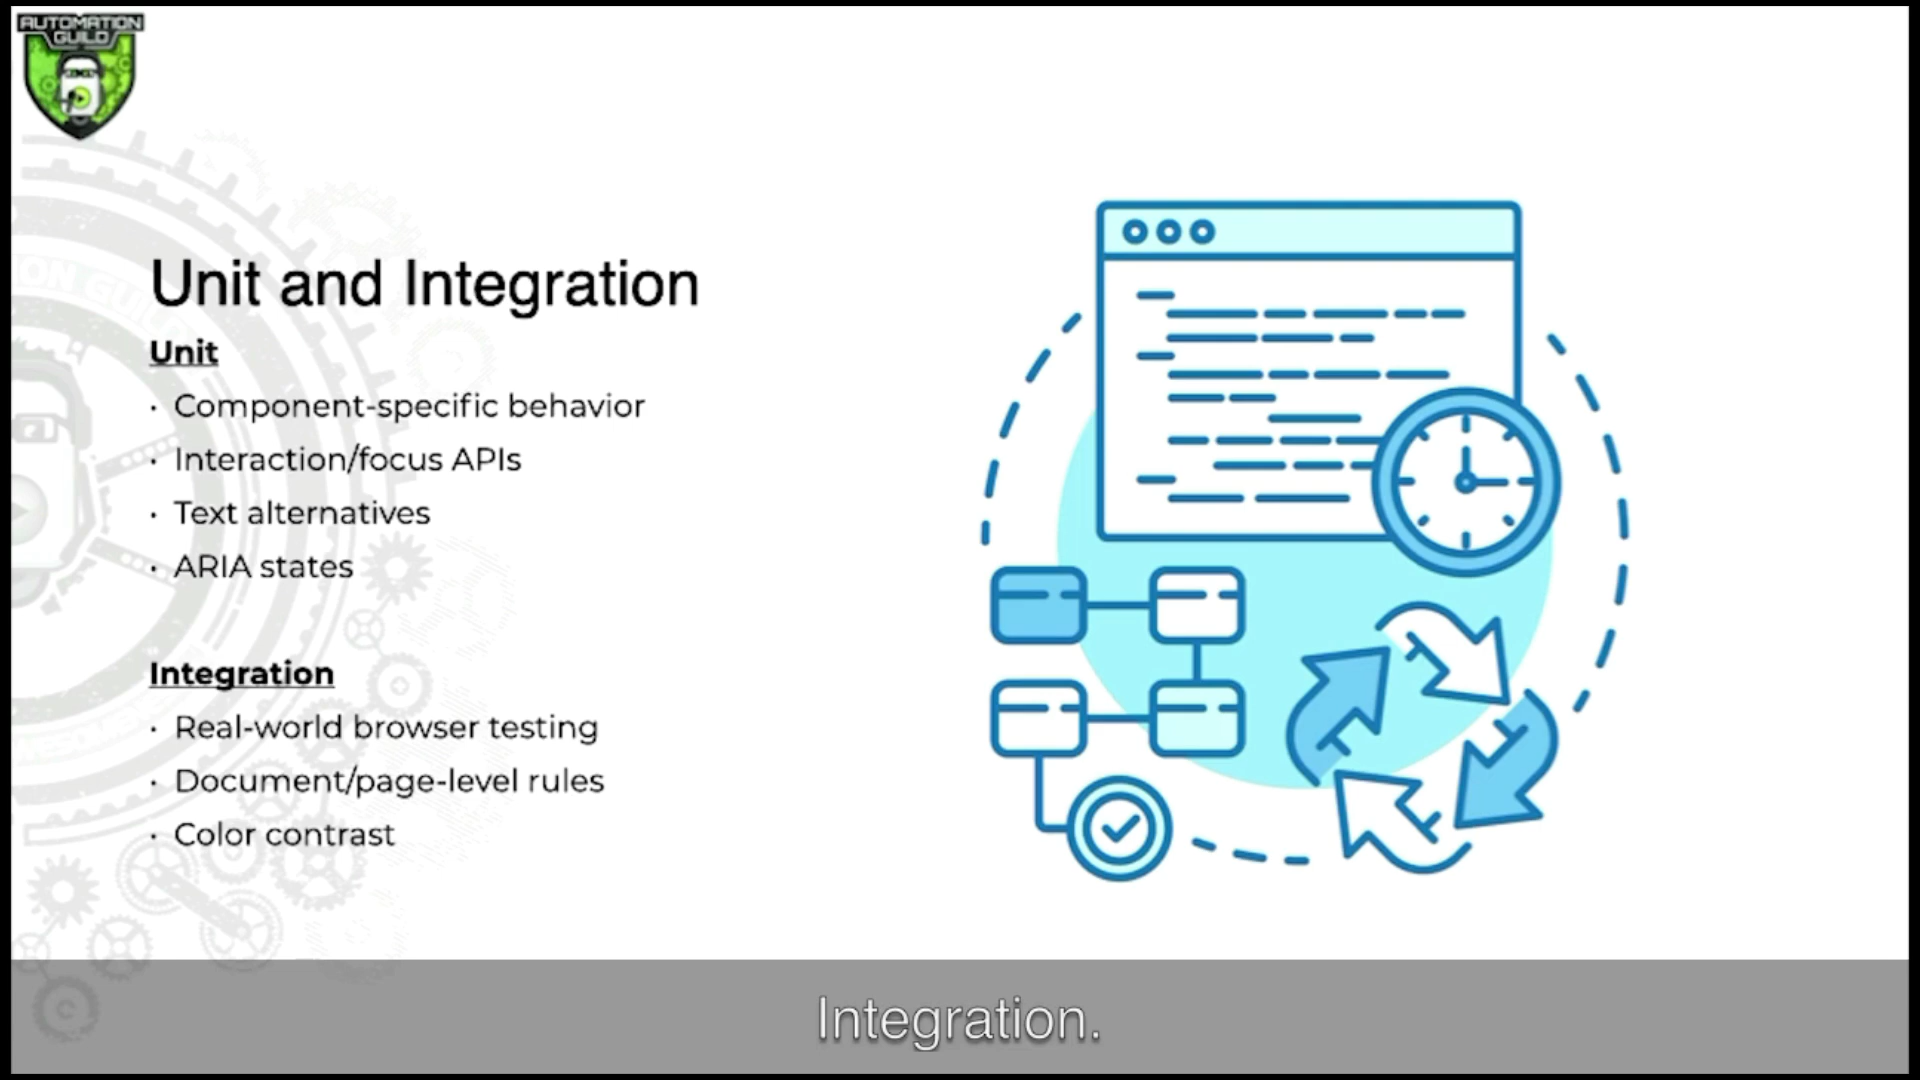 AUTOMATION
GUILD
Unit and Integration
Unit
· Component-specific behavior
· Interaction/focus APIs
· Text alternatives
· ARIA states
Integration
· Real-world browser testing
· Document/page-level rules
· Color contrast
Integration.